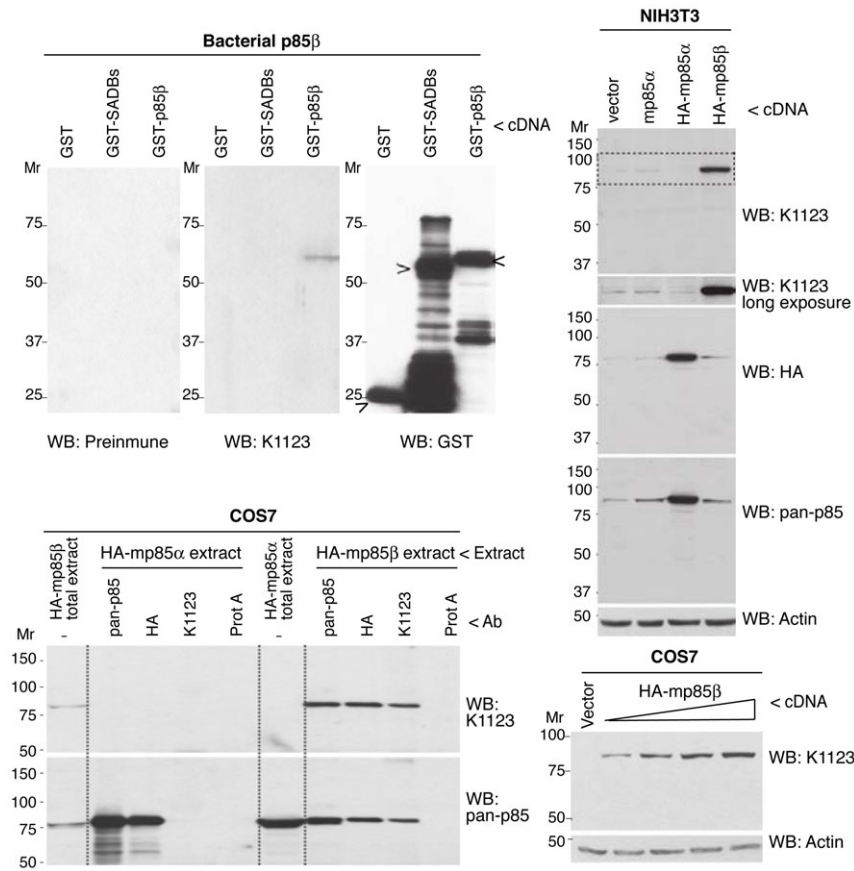 Bacterial p85β
GST
GST-SADBs
GST-p85β
GST
GST-SADBs
GST-p85β
GST
GST-SADBs
GST-p85β
< cDNA
Mr
75
50
37
25
Mr
75
50
37
25
Mr
75
50
37
25
>
<
>
WB: Preinmune
WB: K1123
WB: GST
NIH3T3
vector
mp85α
HA-mp85α
HA-mp85β
< cDNA
Mr
150
100
75
50
37
WB: K1123
WB: K1123
long exposure
150
100
75
50
37
WB: HA
150
100
75
50
37
WB: pan-p85
50
WB: Actin
COS7
HA-mp85β
total extract
HA-mp85α extract
HA-mp85α
total extract
HA-mp85β extract
< Extract
-
pan-p85
HA
K1123
Prot A
-
pan-p85
HA
K1123
Prot A
< Ab
Mr
150
100
75
50
WB:
K1123
150
100
75
50
WB:
pan-p85
COS7
Vector
HA-mp85β
< cDNA
Mr
100
75
50
WB: K1123
50
WB: Actin